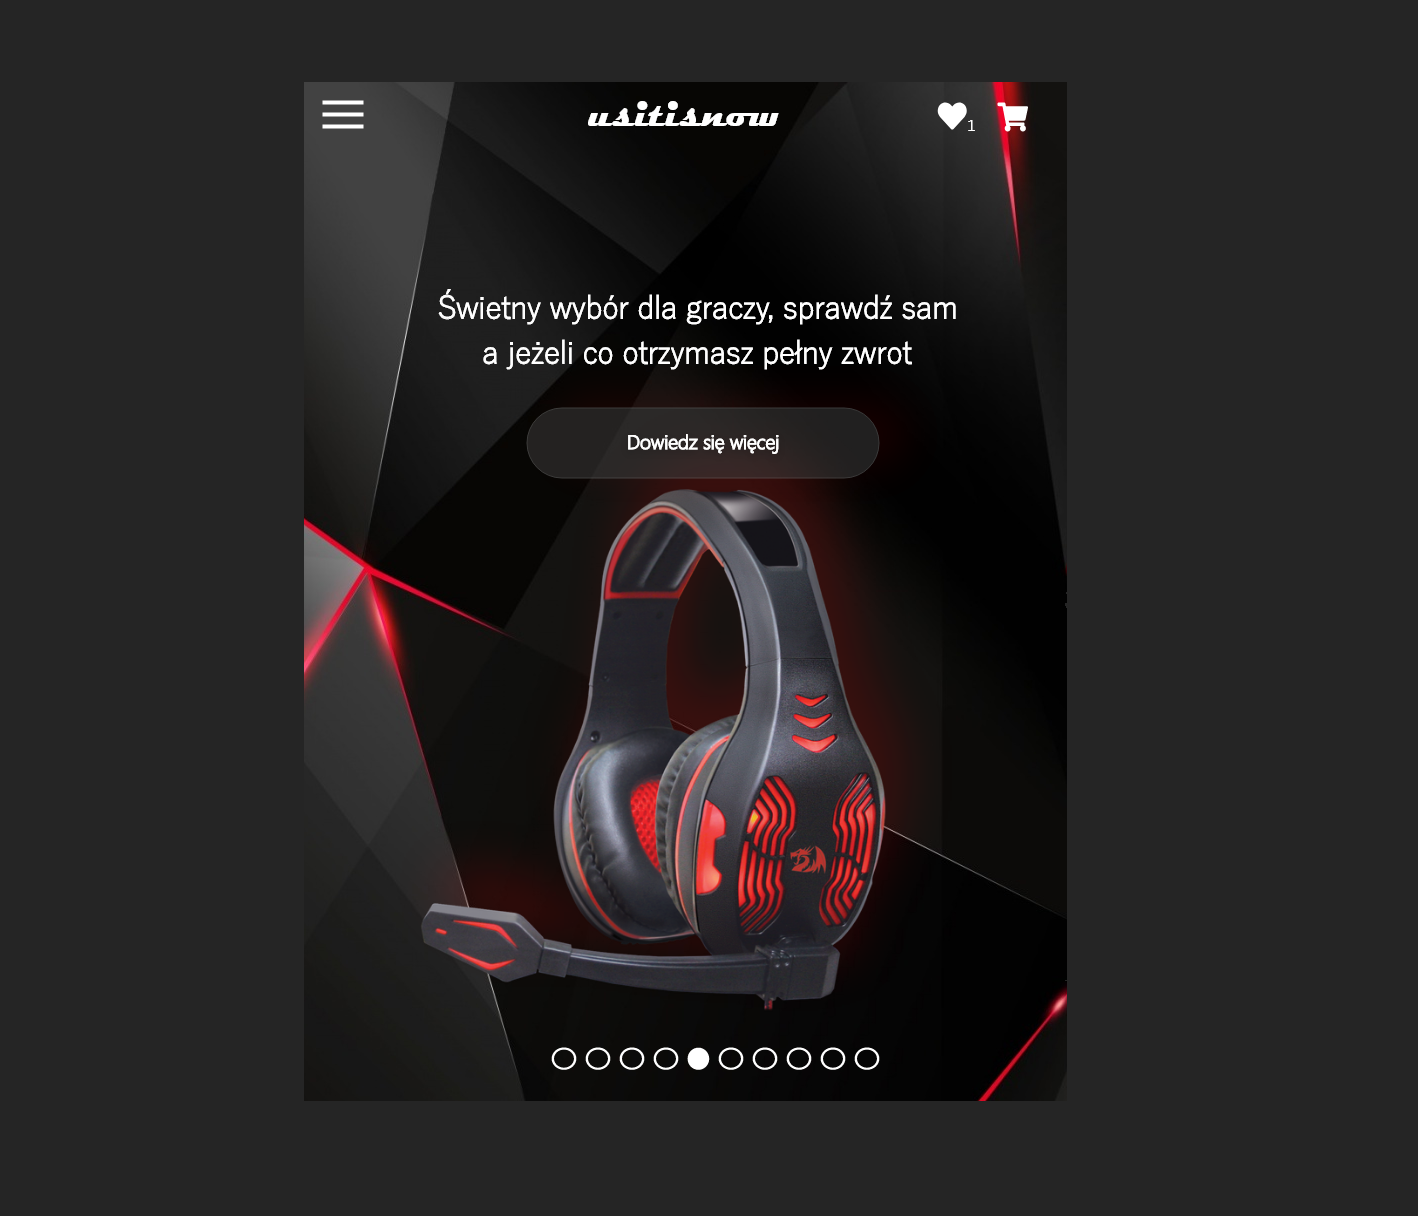 usitisnow
1
Świetny wybór dla graczy, sprawdź sam
a jeżeli co otrzymasz pełny zwrot
Dowiedz się więcej